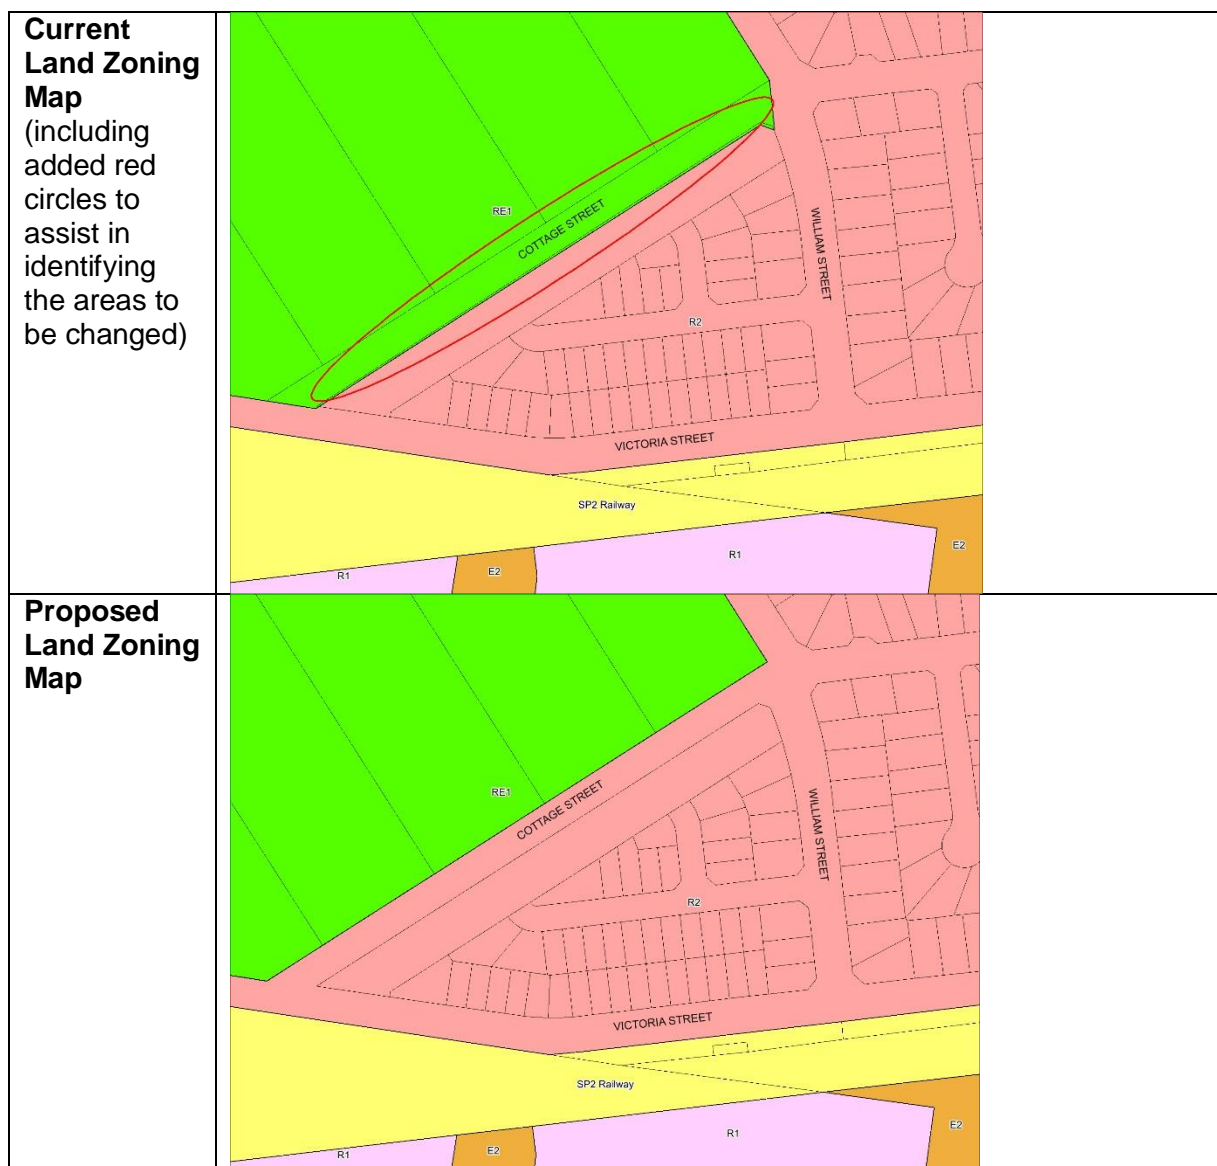 Current
Land Zoning
Map
(including
added red
circles to
assist in
identifying
the areas to
be changed)
RE1
COTTAGE STREET
WILLIAM STREET
R2
VICTORIA STREET
SP2 Railway
R1
E2
R1
E2
Proposed
Land Zoning
Map
RE1
COTTAGE STREET
WILLIAM STREET
R2
VICTORIA STREET
SP2 Railway
R1
E2
R1
E2